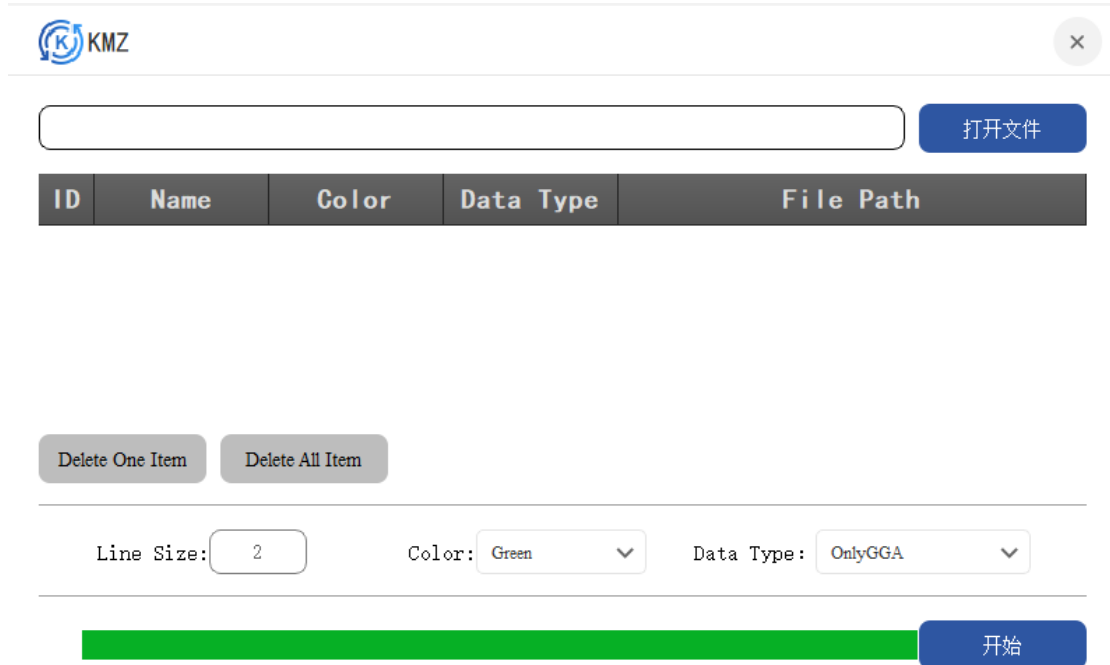 K KMZ
打开文件
ID Name Color Data Type File Path
Delete One Item Delete All Item
Line Size: 2 Color: Green Data Type: OnlyGGA
开始